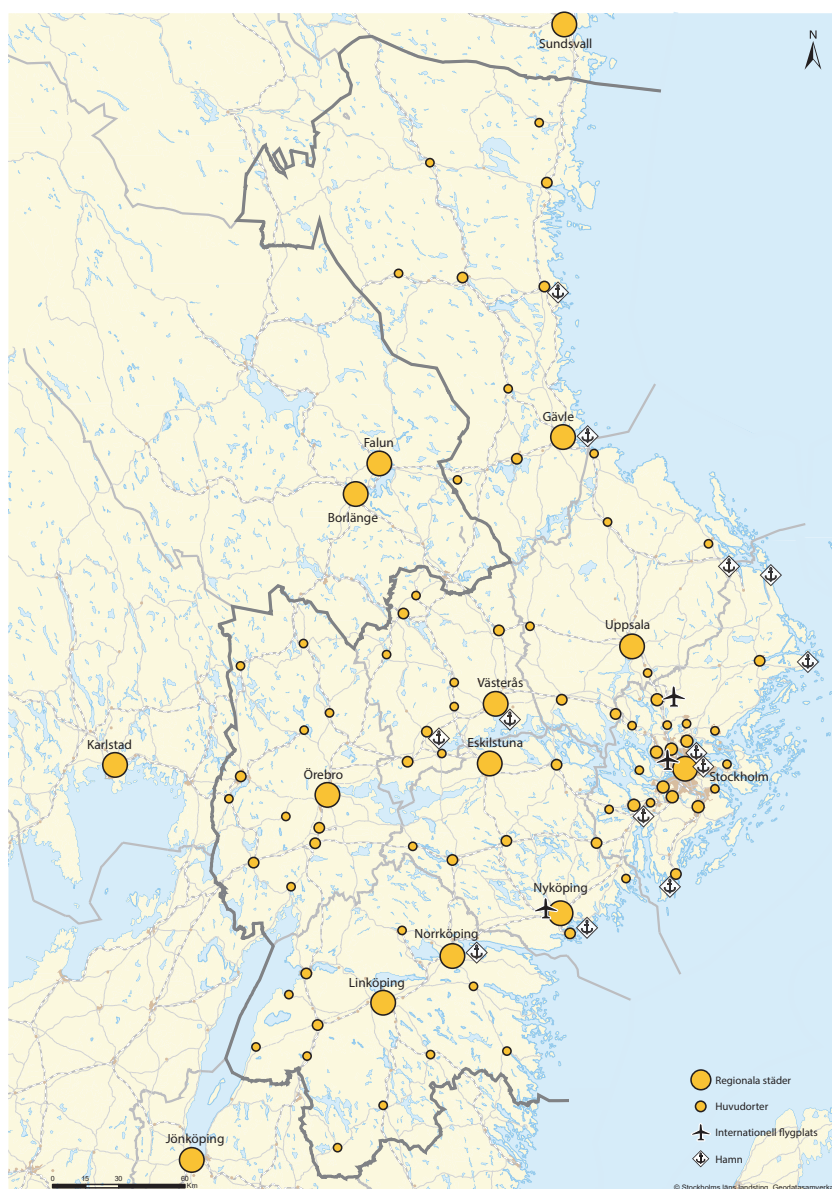 Sundsvall
N
Gävle
Falun
Borlänge
Uppsala
Västerås
Karlstad
Eskilstuna
Stockholm
Örebro
Nyköping
Norrköping
Linköping
Jönköping
Regionala städer
Huvudorter
Internationell flygplats
Hamn
0 15 30 60
Km
© Stockholms läns landsting, Geodatasamverka